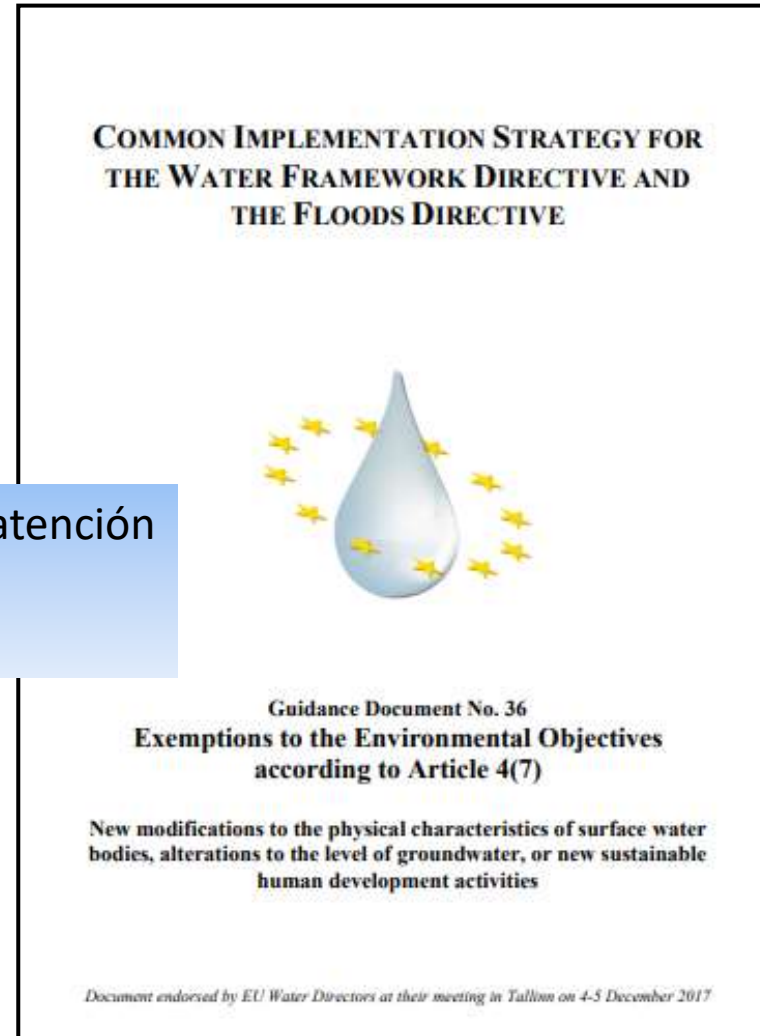 COMMON IMPLEMENTATION STRATEGY FOR
THE WATER FRAMEWORK DIRECTIVE AND
THE FLOODS DIRECTIVE
atención
Guidance Document No. 36
Exemptions to the Environmental Objectives
according to Article 4(7)
New modifications to the physical characteristics of surface water
bodies, alterations to the level of groundwater, or new sustainable
human development activities
Document endorsed by EU Water Directors at their meeting in Tallinn on 4-5 December 2017